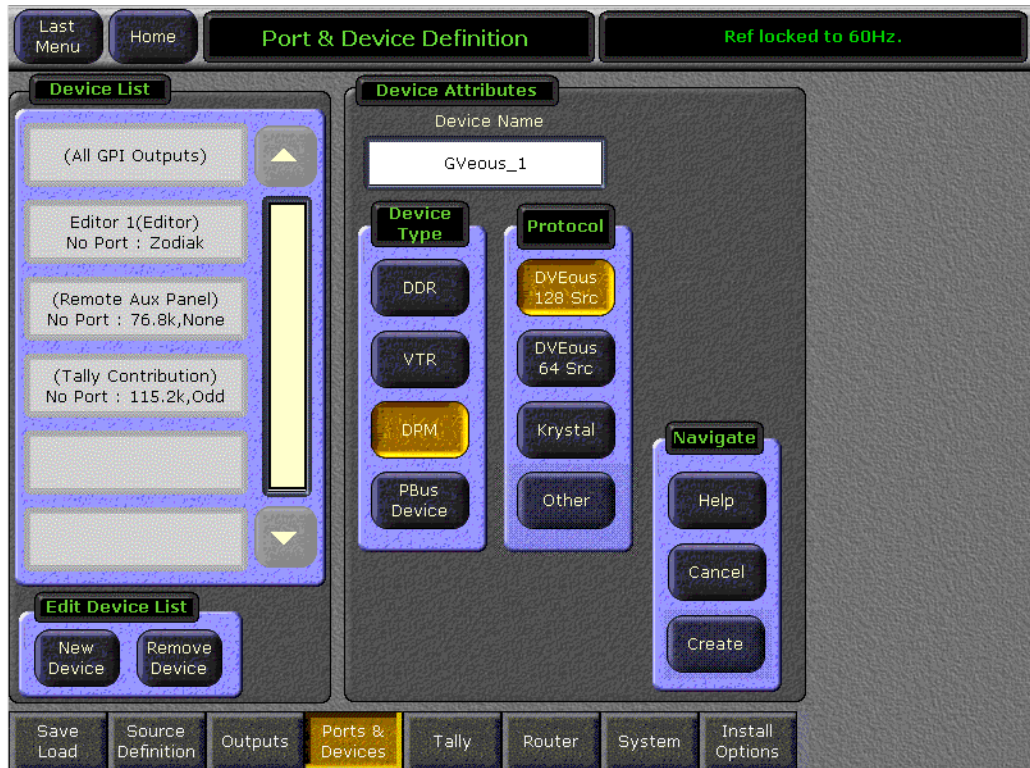 Last
Menu
Home
Port & Device Definition
Ref locked to 60Hz.
Device List
(All GPI Outputs)
Editor 1(Editor)
No Port : Zodiak
(Remote Aux Panel)
No Port : 76.8k,None
(Tally Contribution)
No Port : 115.2k,Odd
Edit Device List
New
Device
Remove
Device
Device Attributes
Device Name
GVeous_1
Device
Type
DDR
VTR
DPM
PBus
Device
Protocol
DVEous
128 Src
DVEous
64 Src
Krystal
Other
Navigate
Help
Cancel
Create
Save
Load
Source
Definition
Outputs
Ports &
Devices
Tally
Router
System
Install
Options